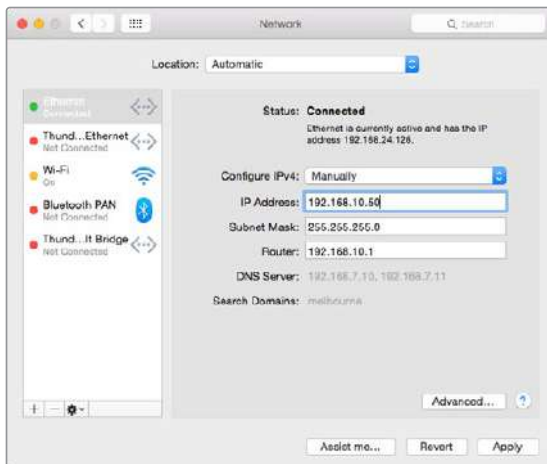 Network
Search
Location: Automatic
Ethernet
Connected
Thund...Ethernet
Not Connected
Wi-Fi
On
Bluetooth PAN
Not Connected
Thund...lt Bridge
Not Connected
Status: Connected
Ethernet is currently active and has the IP
address 192.168.24.126.
Configure IPv4: Manually
IP Address: 192.168.10.50
Subnet Mask: 255.255.255.0
Router: 192.168.10.1
DNS Server: 192.168.7.10, 192.168.7.11
Search Domains: melbourne
Advanced... ?
+ −
Assist me... Revert Apply